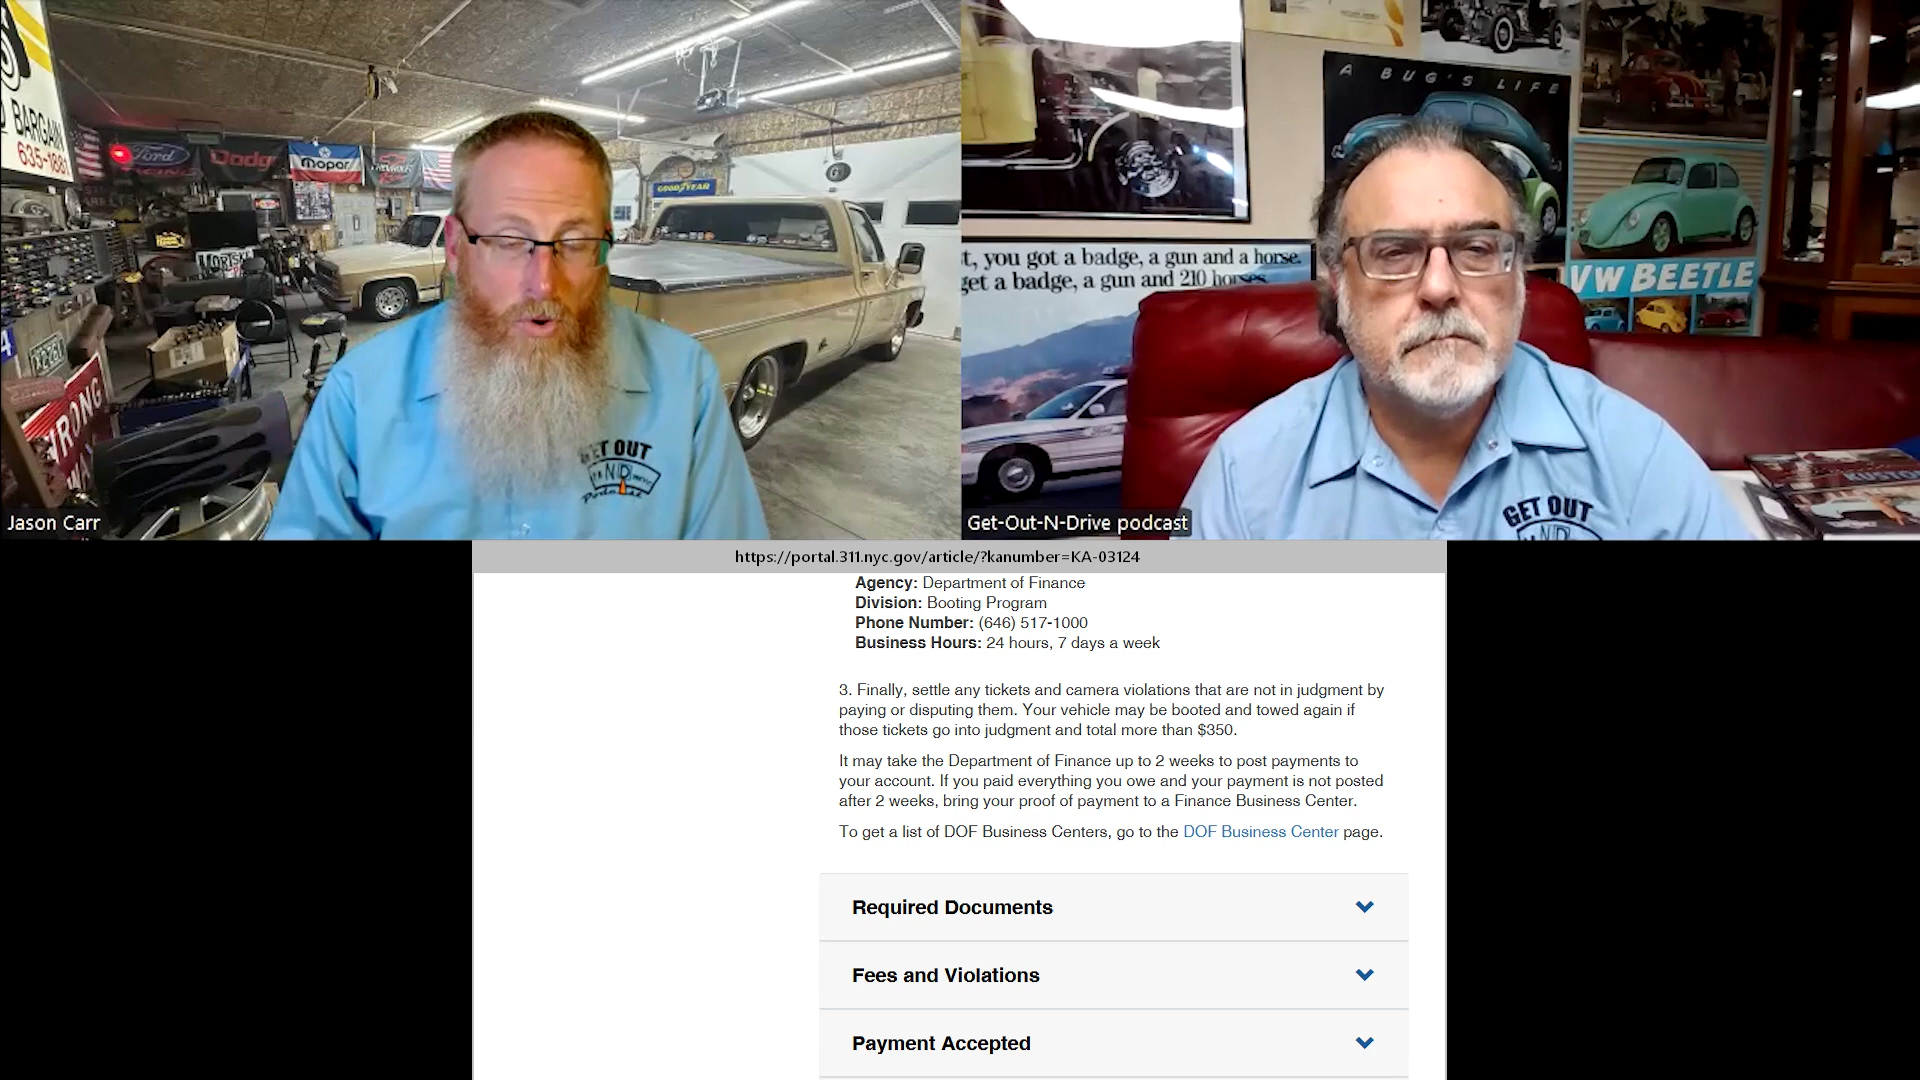 BARGAIN
635-1881
Ford
Dodge
mopar
CHEVROLET
GOODYEAR
STRONG
GET OUT
N D
Podcast
Jason Carr
A BUG'S LIFE
t, you got a badge, a gun and a horse.
get a badge, a gun and 210 horses.
VW BEETLE
GET OUT
Get-Out-N-Drive podcast
https://portal.311.nyc.gov/article/?kanumber=KA-03124
Agency: Department of Finance
Division: Booting Program
Phone Number: (646) 517-1000
Business Hours: 24 hours, 7 days a week
3. Finally, settle any tickets and camera violations that are not in judgment by
paying or disputing them. Your vehicle may be booted and towed again if
those tickets go into judgment and total more than $350.
It may take the Department of Finance up to 2 weeks to post payments to
your account. If you paid everything you owe and your payment is not posted
after 2 weeks, bring your proof of payment to a Finance Business Center.
To get a list of DOF Business Centers, go to the DOF Business Center page.
Required Documents
Fees and Violations
Payment Accepted